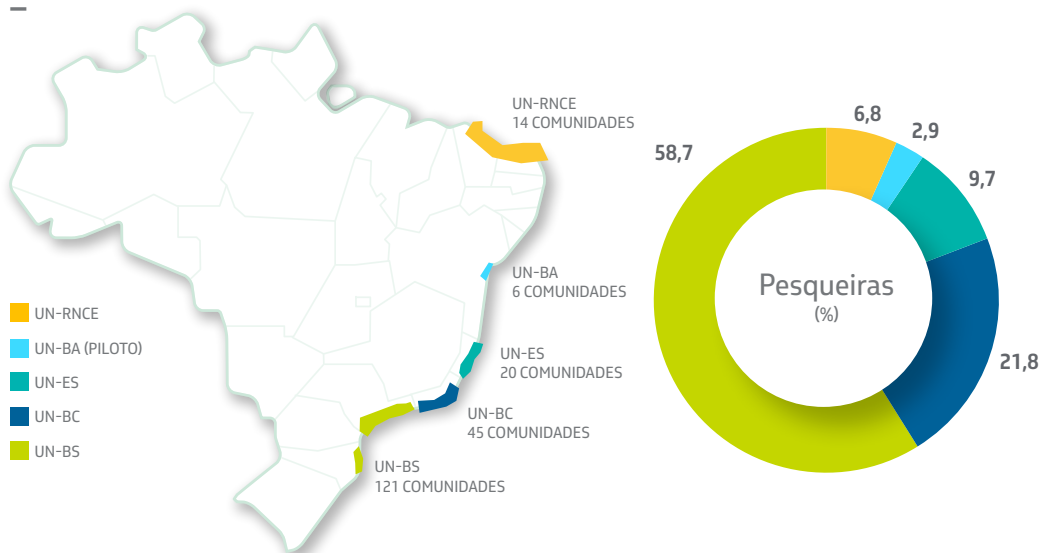 UN-RNCE
14 COMUNIDADES
UN-BA
6 COMUNIDADES
UN-ES
20 COMUNIDADES
UN-BC
45 COMUNIDADES
UN-BS
121 COMUNIDADES
UN-RNCE
UN-BA (PILOTO)
UN-ES
UN-BC
UN-BS
6,8
2,9
9,7
21,8
58,7
Pesqueiras
(%)